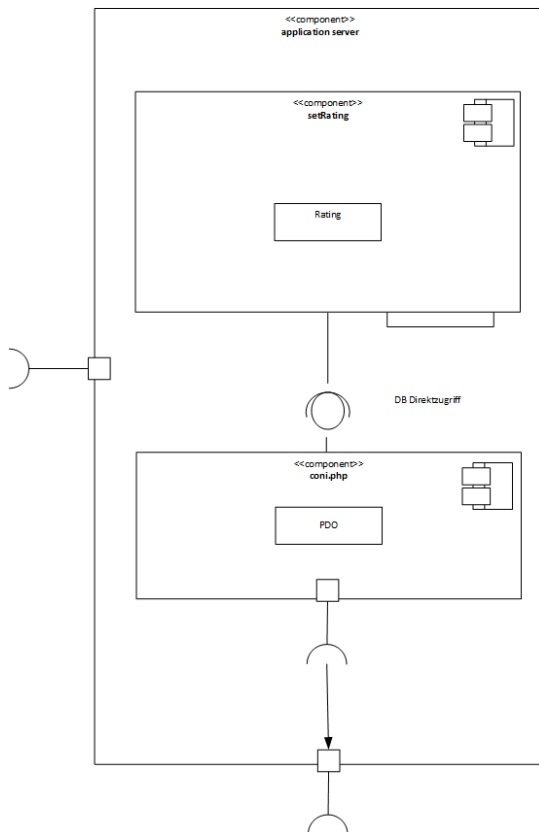 <<component>>
application server
<<component>>
setRating
Rating
DB Direktzugriff
<<component>>
coni.php
PDO